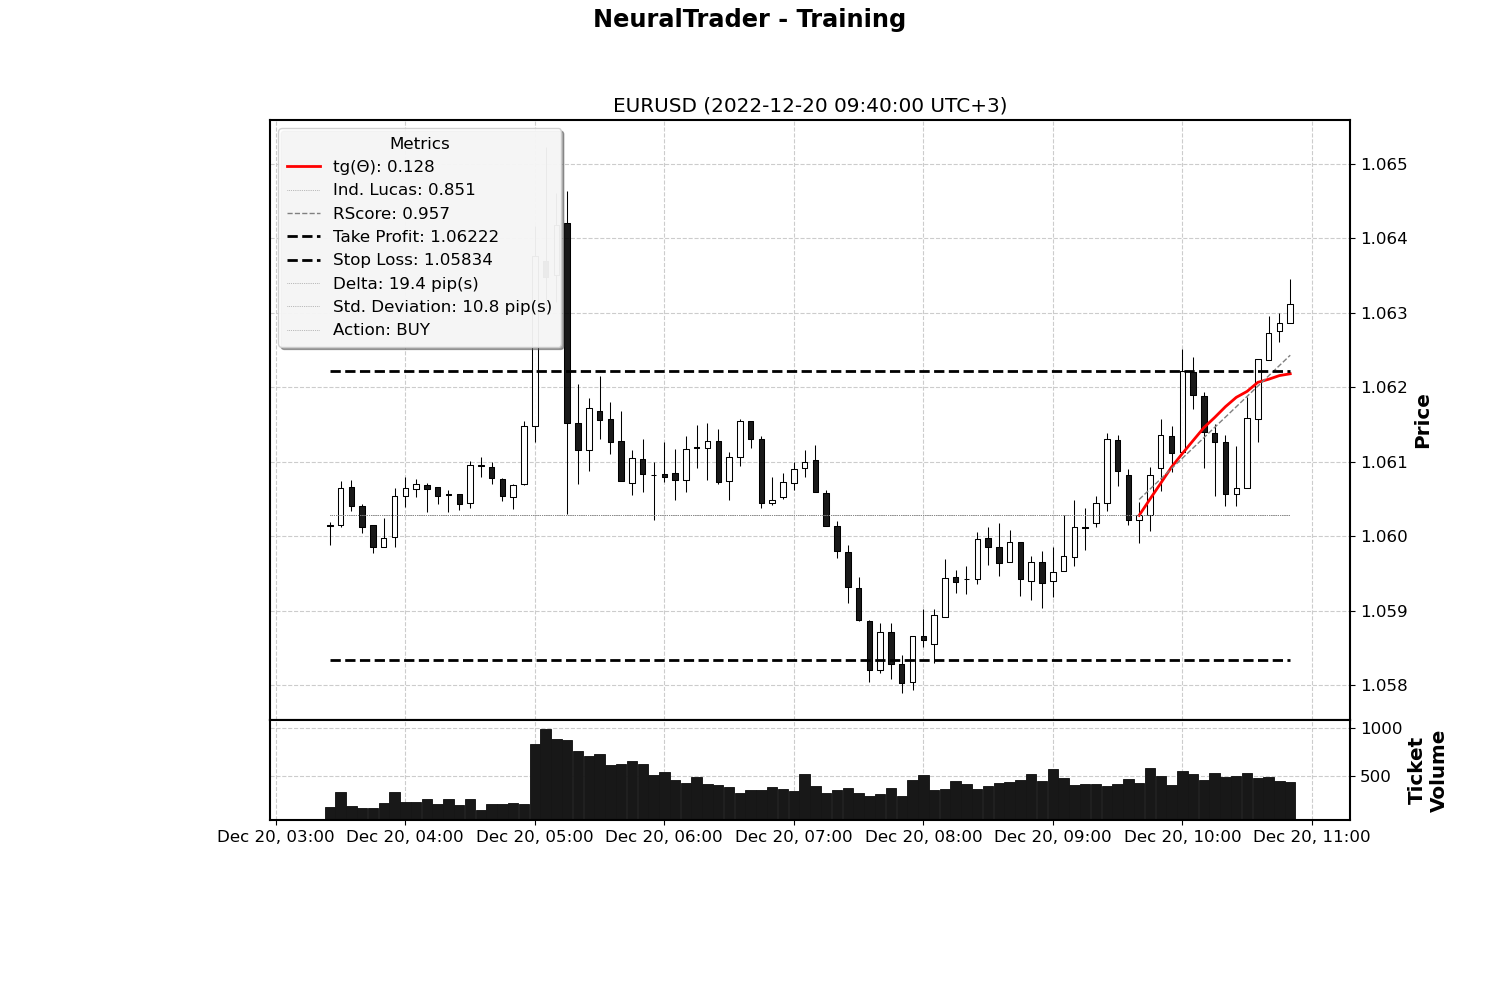 NeuralTrader - Training
EURUSD (2022-12-20 09:40:00 UTC+3)
Metrics
tg(Θ): 0.128
Ind. Lucas: 0.851
RScore: 0.957
Take Profit: 1.06222
Stop Loss: 1.05834
Delta: 19.4 pip(s)
Std. Deviation: 10.8 pip(s)
Action: BUY
1.065
1.064
1.063
1.062
1.061
1.060
1.059
1.058
Price
1000
500
Ticket
Volume
Dec 20, 03:00
Dec 20, 04:00
Dec 20, 05:00
Dec 20, 06:00
Dec 20, 07:00
Dec 20, 08:00
Dec 20, 09:00
Dec 20, 10:00
Dec 20, 11:00